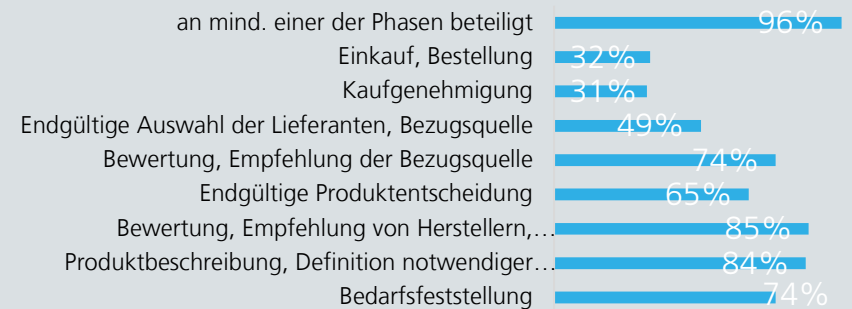 an mind. einer der Phasen beteiligt 96%
Einkauf, Bestellung 32%
Kaufgenehmigung 31%
Endgültige Auswahl der Lieferanten, Bezugsquelle 49%
Bewertung, Empfehlung der Bezugsquelle 74%
Endgültige Produktentscheidung 65%
Bewertung, Empfehlung von Herstellern,… 85%
Produktbeschreibung, Definition notwendiger… 84%
Bedarfsfeststellung 74%